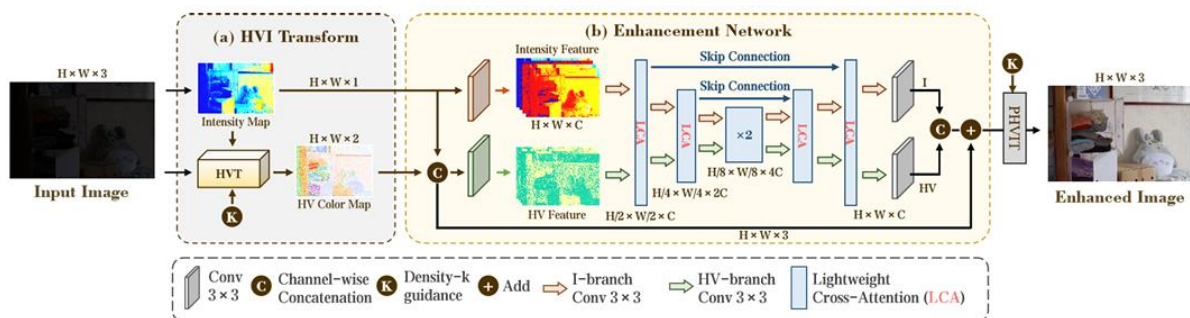 (a) HVI Transform
(b) Enhancement Network
H×W×3
Input Image
Intensity Map
H×W×1
HVT
K
H×W×2
HV Color Map
C
Intensity Feature
H×W×C
HV Feature
H/2×W/2×C
LCA
H/4×W/4×2C
LCA
Skip Connection
Skip Connection
×2
H/8×W/8×4C
LCA
LCA
H×W×C
I
HV
C
+
H×W×3
K
PHVIT
H×W×3
Enhanced Image
Conv
3×3
C
Channel-wise
Concatenation
K
Density-k
guidance
+
Add
I-branch
Conv 3×3
HV-branch
Conv 3×3
Lightweight
Cross-Attention (LCA)